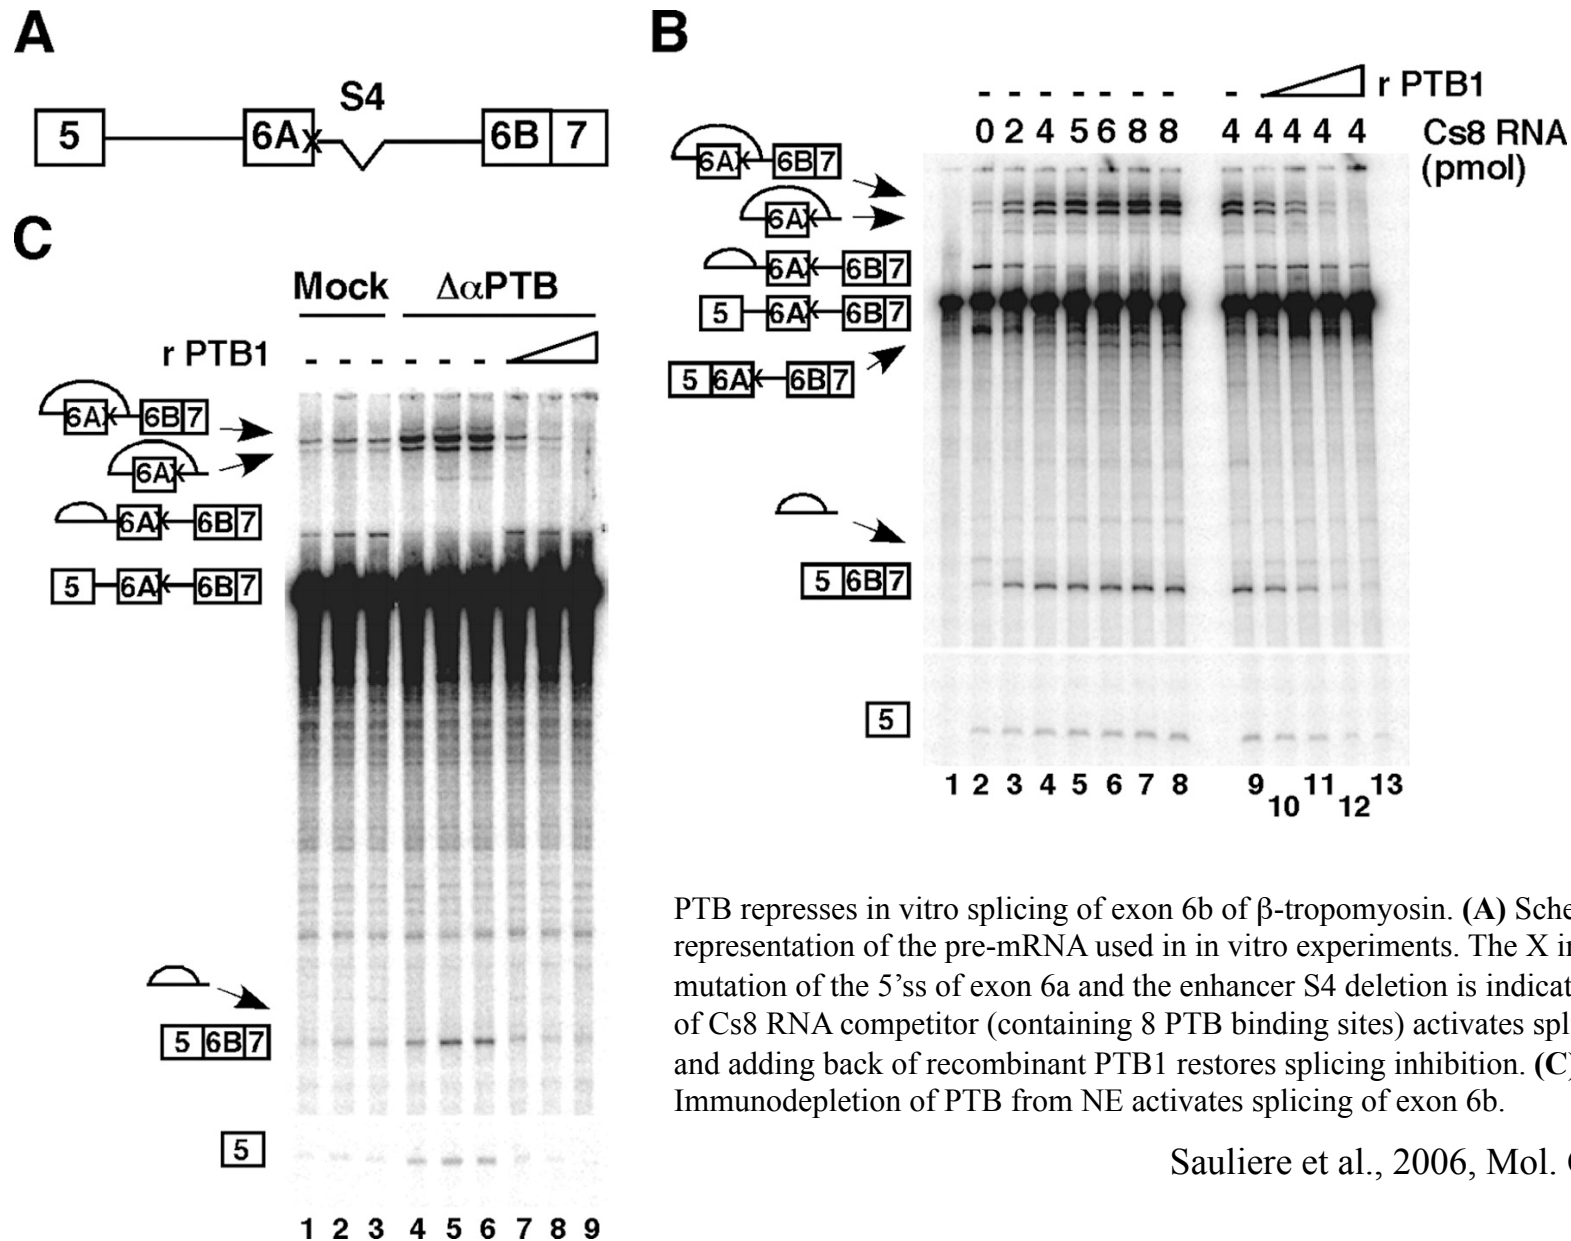 A
S4
5 6A X 6B 7
B
- - - - - - - - r PTB1
0 2 4 5 6 8 8 4 4 4 4 4 Cs8 RNA
(pmol)
6A X 6B 7
6A X
6A X 6B 7
5 6A X 6B 7
5 6A X 6B 7
5 6B 7
5
1 2 3 4 5 6 7 8 9 10 11 12 13
C
Mock ΔαPTB
r PTB1 - - - - - -
6A X 6B 7
6A X
6A X 6B 7
5 6A X 6B 7
5 6B 7
5
1 2 3 4 5 6 7 8 9
PTB represses in vitro splicing of exon 6b of β-tropomyosin. (A) Sche
representation of the pre-mRNA used in in vitro experiments. The X in
mutation of the 5’ss of exon 6a and the enhancer S4 deletion is indicat
of Cs8 RNA competitor (containing 8 PTB binding sites) activates spl
and adding back of recombinant PTB1 restores splicing inhibition. (C)
Immunodepletion of PTB from NE activates splicing of exon 6b.
Sauliere et al., 2006, Mol.